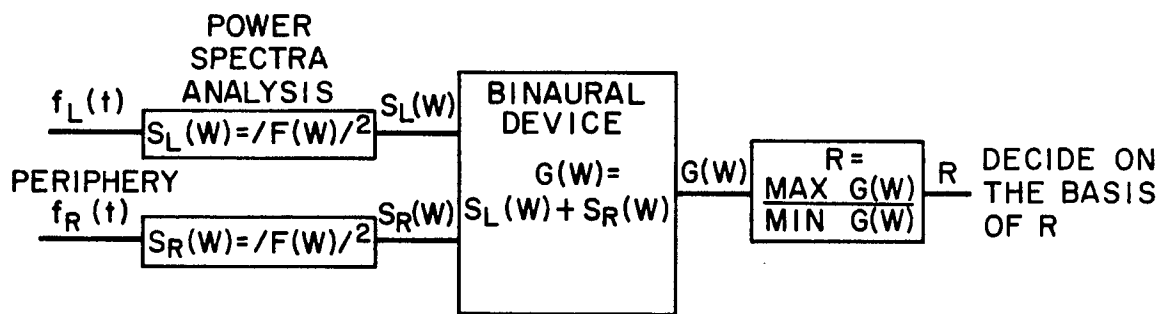 POWER
SPECTRA
ANALYSIS
f_L(t)
S_L(W)=/F(W)/²
S_L(W)
PERIPHERY
f_R(t)
S_R(W)=/F(W)/²
S_R(W)
BINAURAL
DEVICE
G(W)=
S_L(W)+S_R(W)
G(W)
R=
MAX G(W)
MIN G(W)
R
DECIDE ON
THE BASIS
OF R